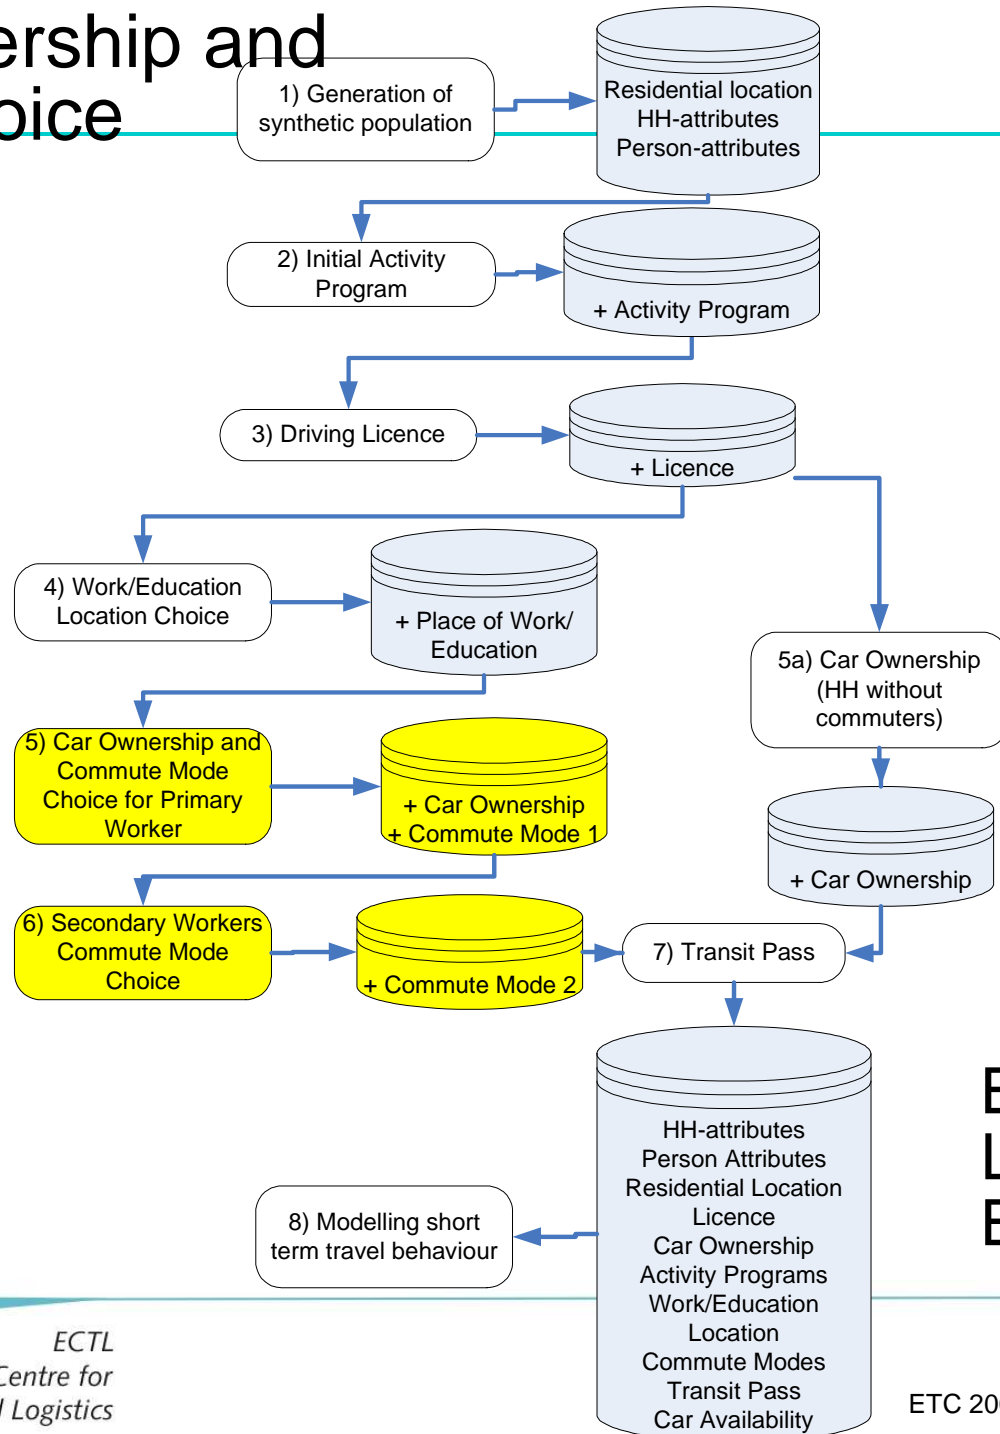 ership and
oice
1) Generation of
synthetic population
Residential location
HH-attributes
Person-attributes
2) Initial Activity
Program
+ Activity Program
3) Driving Licence
+ Licence
4) Work/Education
Location Choice
+ Place of Work/
Education
5a) Car Ownership
(HH without
commuters)
5) Car Ownership and
Commute Mode
Choice for Primary
Worker
+ Car Ownership
+ Commute Mode 1
+ Car Ownership
6) Secondary Workers
Commute Mode
Choice
+ Commute Mode 2
7) Transit Pass
HH-attributes
Person Attributes
Residential Location
Licence
Car Ownership
Activity Programs
Work/Education
Location
Commute Modes
Transit Pass
Car Availability
8) Modelling short
term travel behaviour
E
L
E
ECTL
Centre for
Logistics
ETC 20